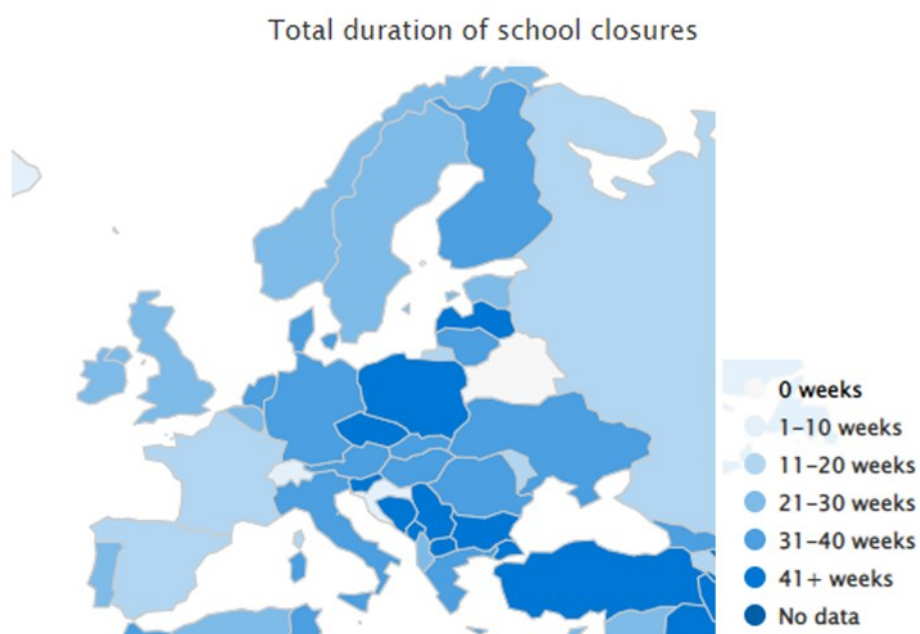 Total duration of school closures
0 weeks
1–10 weeks
11–20 weeks
21–30 weeks
31–40 weeks
41+ weeks
No data